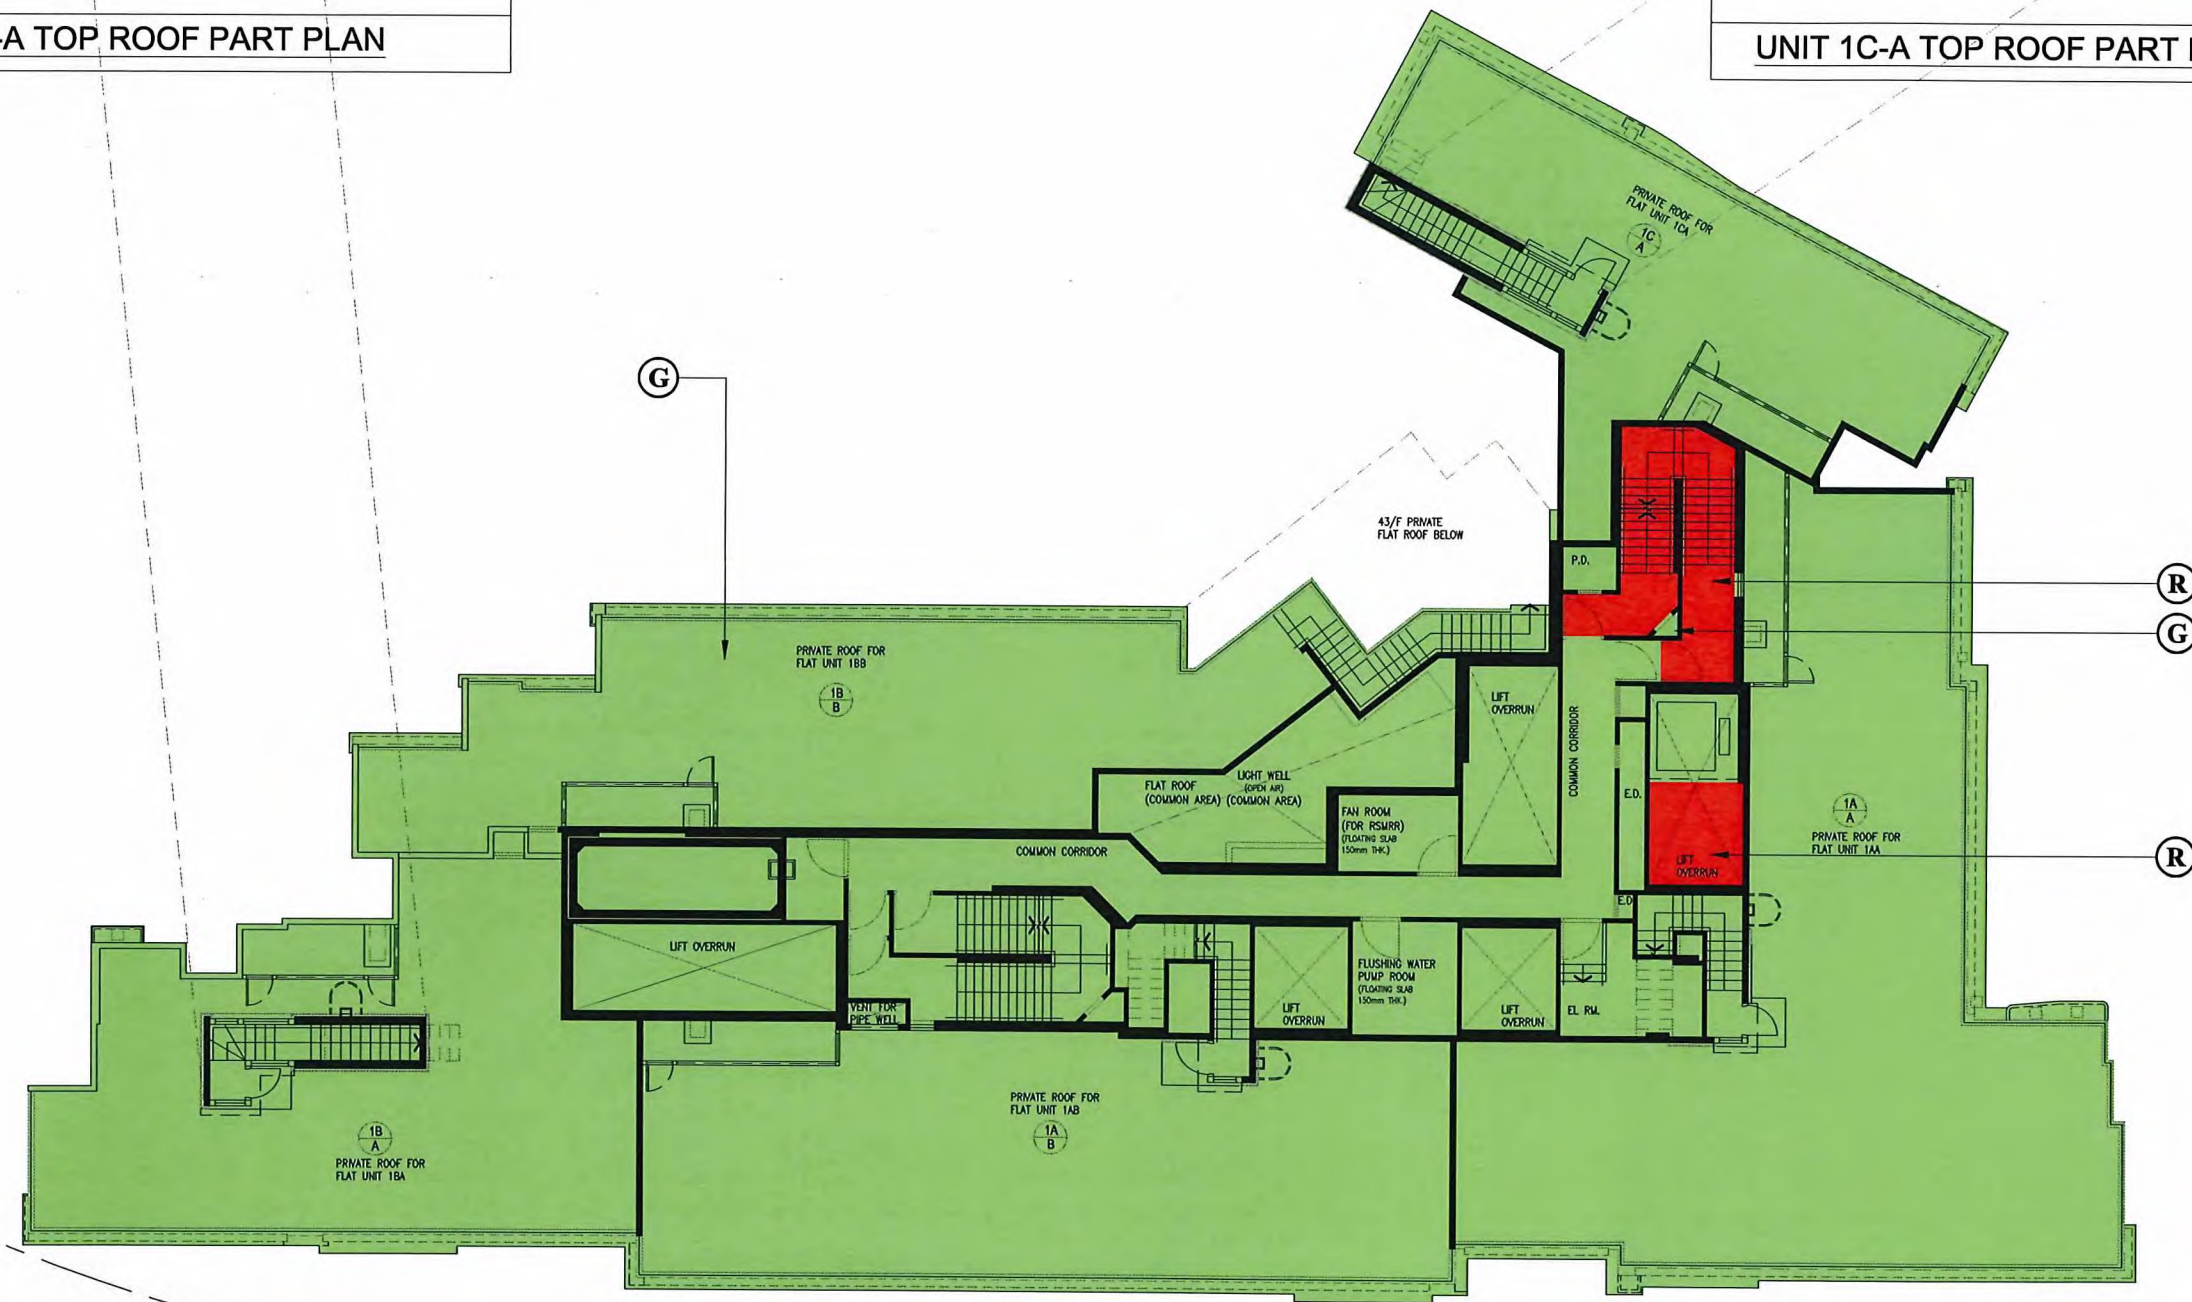 -A TOP ROOF PART PLAN
UNIT 1C-A TOP ROOF PART
PRIVATE ROOF FOR
FLAT UNIT 1CA
1C
A
G
43/F PRIVATE
FLAT ROOF BELOW
P.D.
R
G
PRIVATE ROOF FOR
FLAT UNIT 1BB
1B
B
LIFT
OVERRUN
COMMON CORRIDOR
FLAT ROOF
(COMMON AREA)
LIGHT WELL
(OPEN AIR)
(COMMON AREA)
FAN ROOM
(FOR RSMRR)
(FLOATING SLAB
150mm THK.)
E.D.
1A
A
PRIVATE ROOF FOR
FLAT UNIT 1AA
LIFT
OVERRUN
R
COMMON CORRIDOR
E.D
LIFT OVERRUN
VENT FOR
PIPE WELL
LIFT
OVERRUN
FLUSHING WATER
PUMP ROOM
(FLOATING SLAB
150mm THK.)
LIFT
OVERRUN
EL RM.
PRIVATE ROOF FOR
FLAT UNIT 1AB
1A
B
1B
A
PRIVATE ROOF FOR
FLAT UNIT 1BA